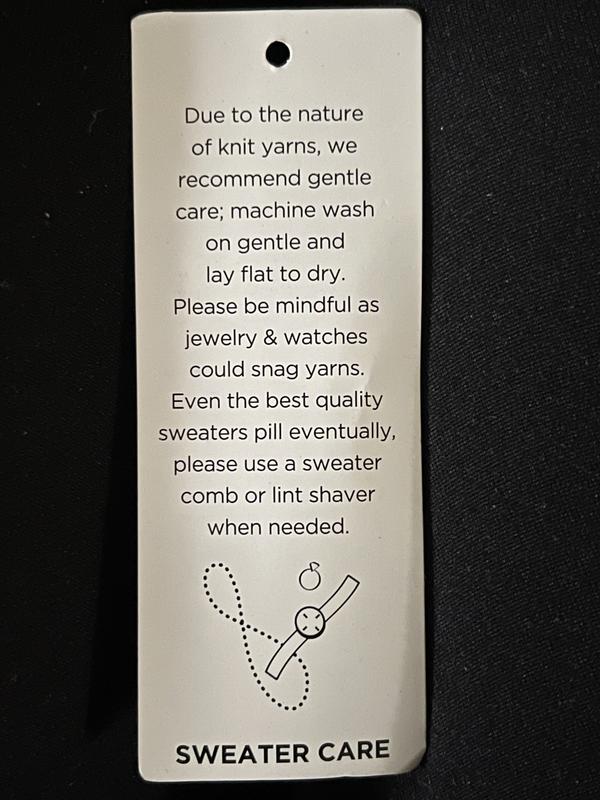 Due to the nature
of knit yarns, we
recommend gentle
care; machine wash
on gentle and
lay flat to dry.
Please be mindful as
jewelry & watches
could snag yarns.
Even the best quality
sweaters pill eventually,
please use a sweater
comb or lint shaver
when needed.
SWEATER CARE